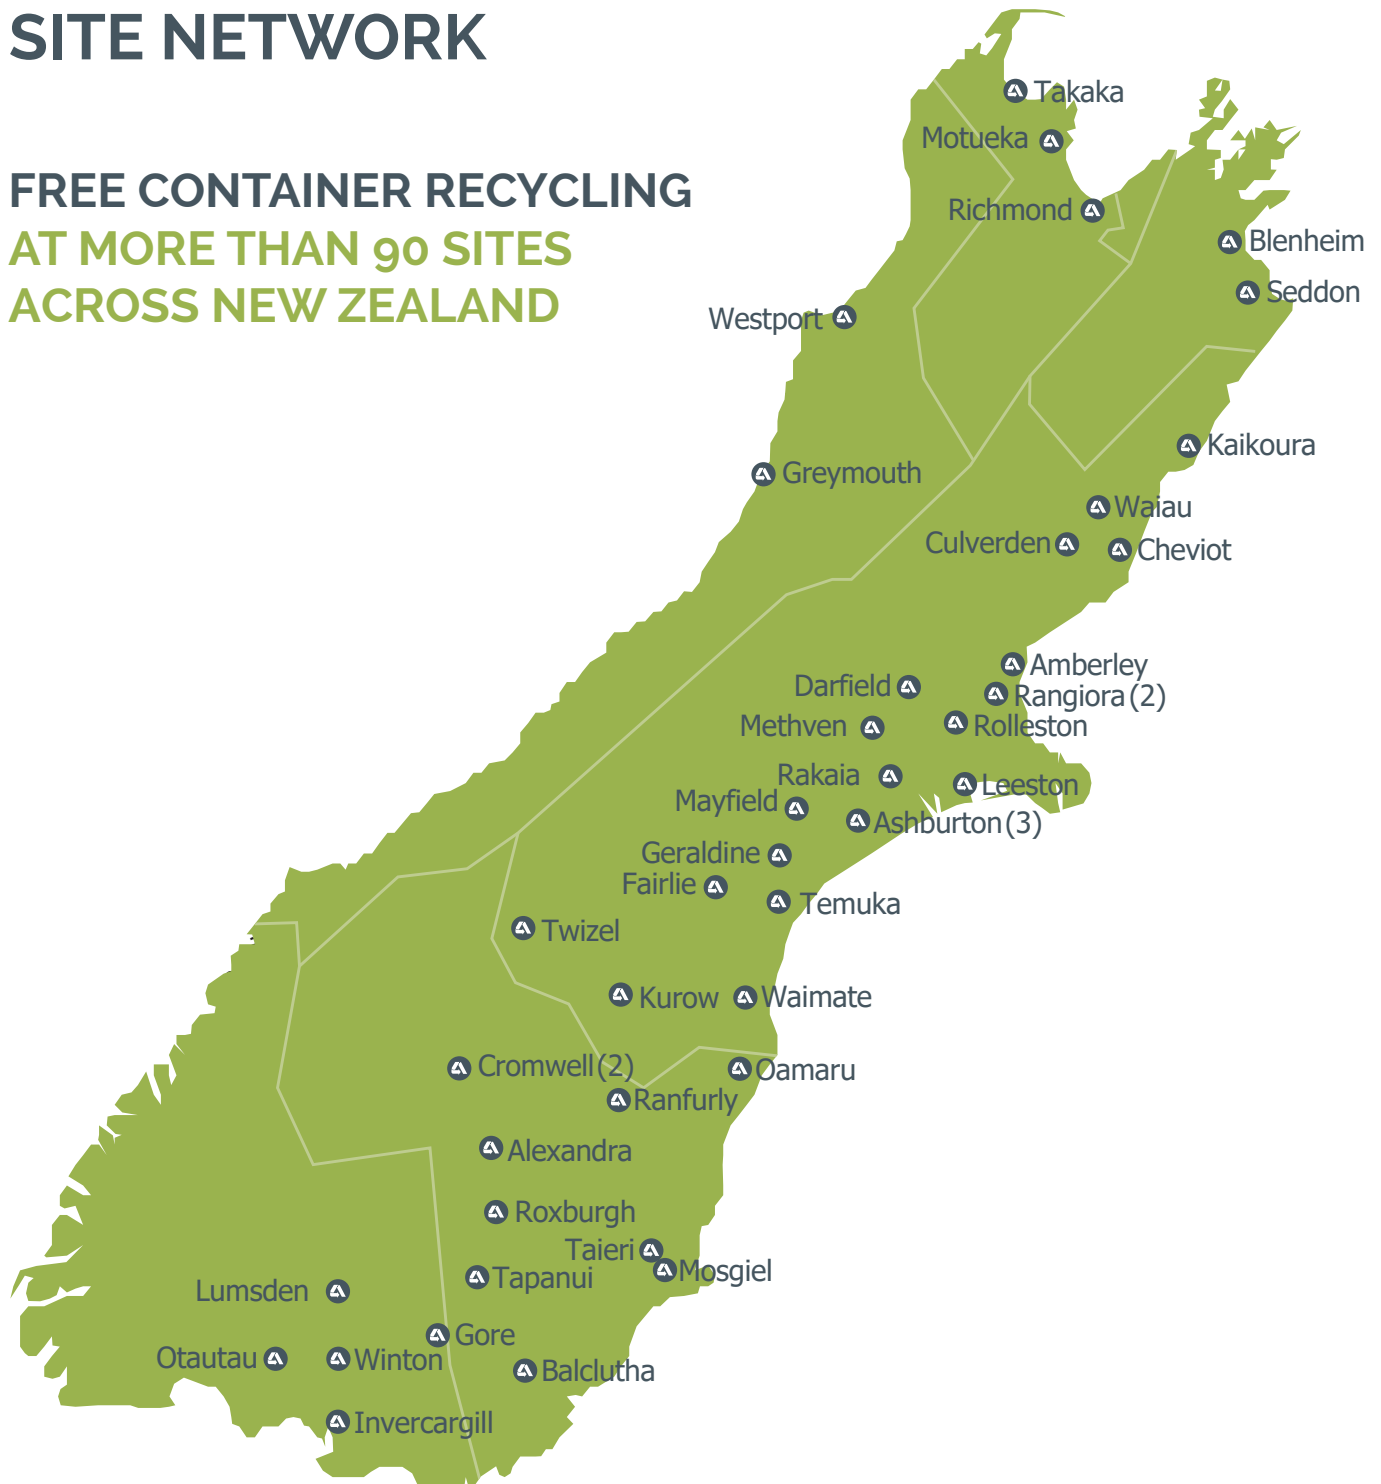 SITE NETWORK
FREE CONTAINER RECYCLING
AT MORE THAN 90 SITES
ACROSS NEW ZEALAND
Takaka
Motueka
Richmond
Blenheim
Seddon
Westport
Kaikoura
Greymouth
Waiau
Culverden
Cheviot
Amberley
Darfield
Rangiora (2)
Methven
Rolleston
Rakaia
Leeston
Mayfield
Ashburton (3)
Geraldine
Fairlie
Temuka
Twizel
Kurow
Waimate
Cromwell (2)
Oamaru
Ranfurly
Alexandra
Roxburgh
Taieri
Mosgiel
Tapanui
Lumsden
Gore
Otautau
Winton
Balclutha
Invercargill